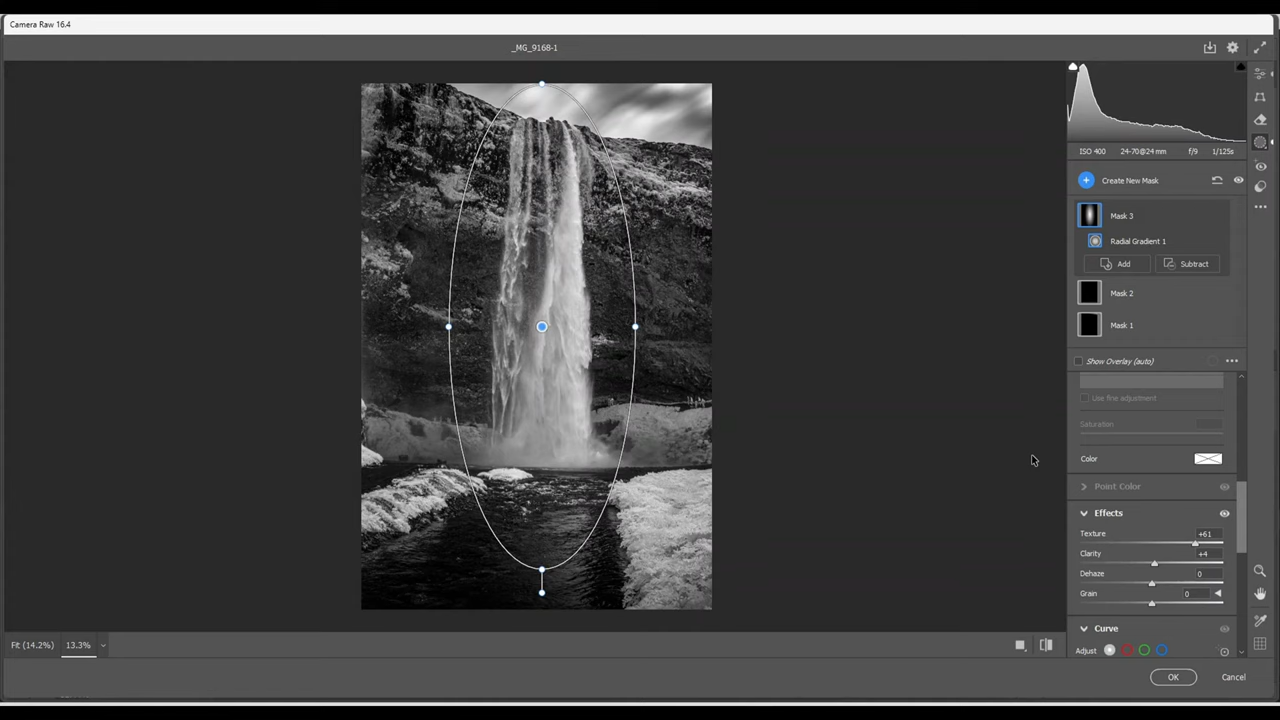 Camera Raw 16.4
_MG_9168-1
ISO 400 24-70@24 mm f/9 1/125s
Create New Mask
Mask 3
Radial Gradient 1
Add Subtract
Mask 2
Mask 1
Show Overlay (auto)
Use fine adjustment
Saturation
Color
Point Color
Effects
Texture +61
Clarity +4
Dehaze 0
Grain 0
Curve
Adjust
Fit (14.2%) 13.3%
OK Cancel